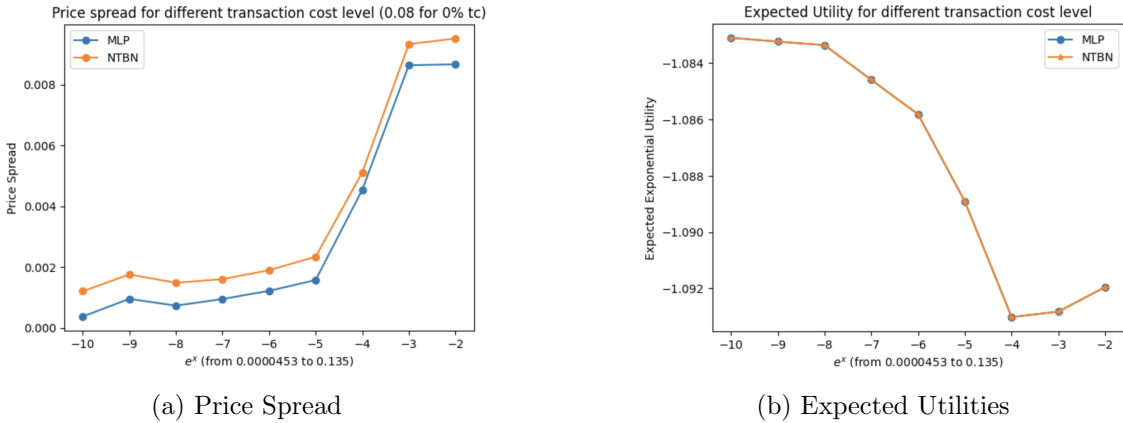 Price spread for different transaction cost level (0.08 for 0% tc)
MLP
NTBN
Price Spread
0.008
0.006
0.004
0.002
0.000
−10 −9 −8 −7 −6 −5 −4 −3 −2
e^x (from 0.0000453 to 0.135)
(a) Price Spread
Expected Utility for different transaction cost level
MLP
NTBN
Expected Exponential Utility
−1.084
−1.086
−1.088
−1.090
−1.092
−10 −9 −8 −7 −6 −5 −4 −3 −2
e^x (from 0.0000453 to 0.135)
(b) Expected Utilities